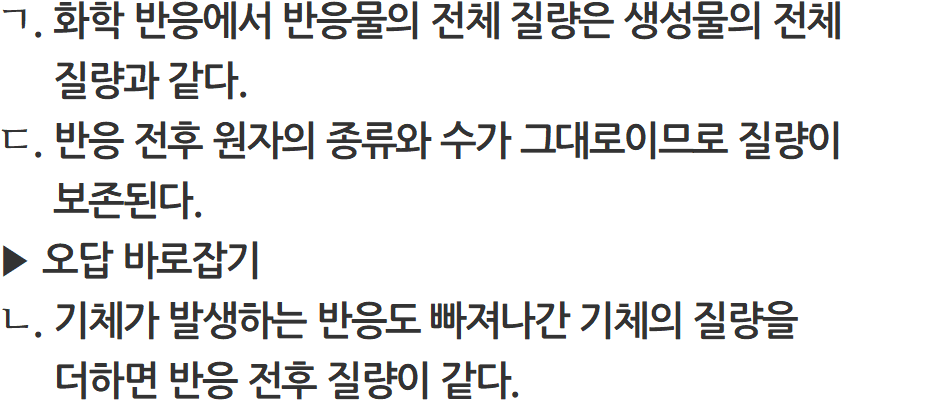 ㄱ. 화학 반응에서 반응물의 전체 질량은 생성물의 전체
질량과 같다.
ㄷ. 반응 전후 원자의 종류와 수가 그대로이므로 질량이
보존된다.
▶ 오답 바로잡기
ㄴ. 기체가 발생하는 반응도 빠져나간 기체의 질량을
더하면 반응 전후 질량이 같다.